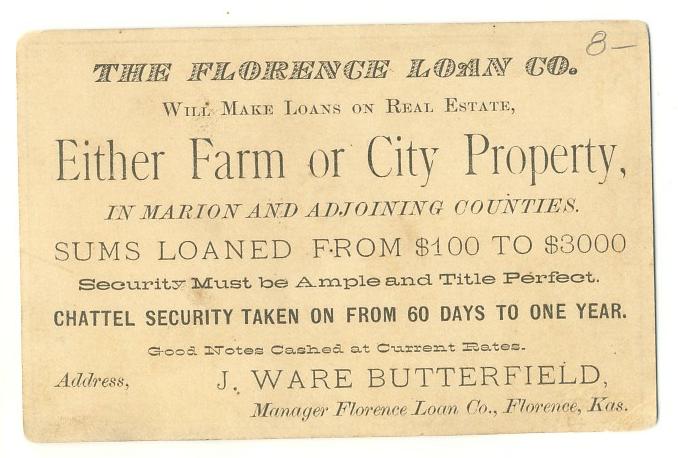 8–
THE FLORENCE LOAN CO.
WILL MAKE LOANS ON REAL ESTATE,
Either Farm or City Property,
IN MARION AND ADJOINING COUNTIES.
SUMS LOANED FROM $100 TO $3000
Security Must be Ample and Title Perfect.
CHATTEL SECURITY TAKEN ON FROM 60 DAYS TO ONE YEAR.
Good Notes Cashed at Current Rates.
Address, J. WARE BUTTERFIELD,
Manager Florence Loan Co., Florence, Kas.